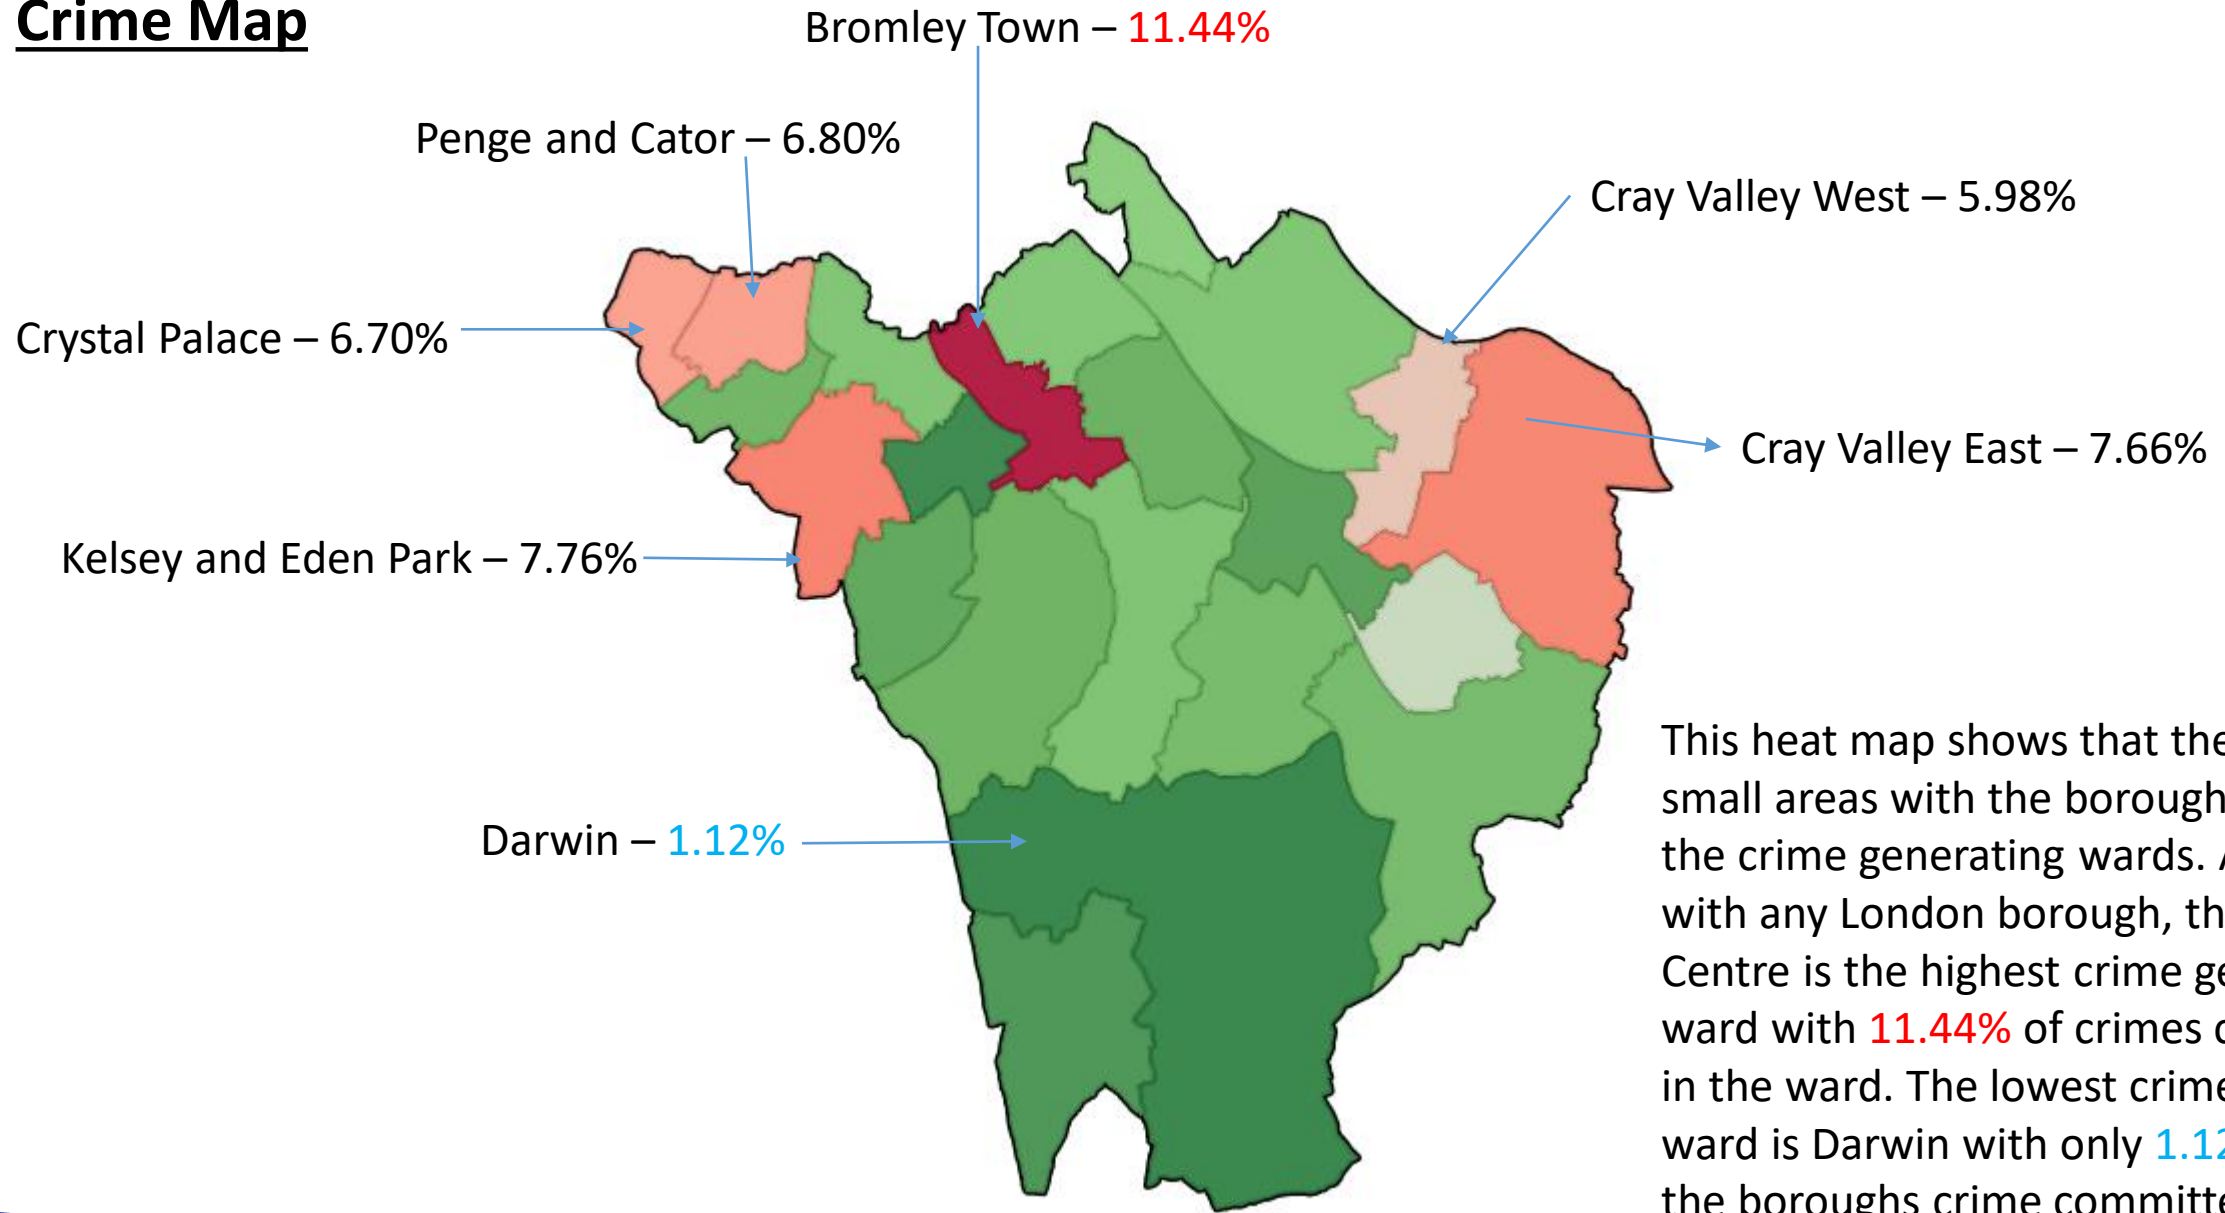 Crime Map
Bromley Town – 11.44%
Penge and Cator – 6.80%
Cray Valley West – 5.98%
Crystal Palace – 6.70%
Cray Valley East – 7.66%
Kelsey and Eden Park – 7.76%
Darwin – 1.12%
This heat map shows that
small areas with the borough
the crime generating wards.
with any London borough,
Centre is the highest crime
ward with 11.44% of crimes
in the ward. The lowest crime
ward is Darwin with only
the boroughs crime